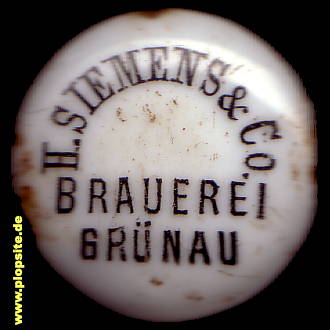 H. SIEMENS & Co.
BRAUEREI
GRÜNAU
www.plopsite.de